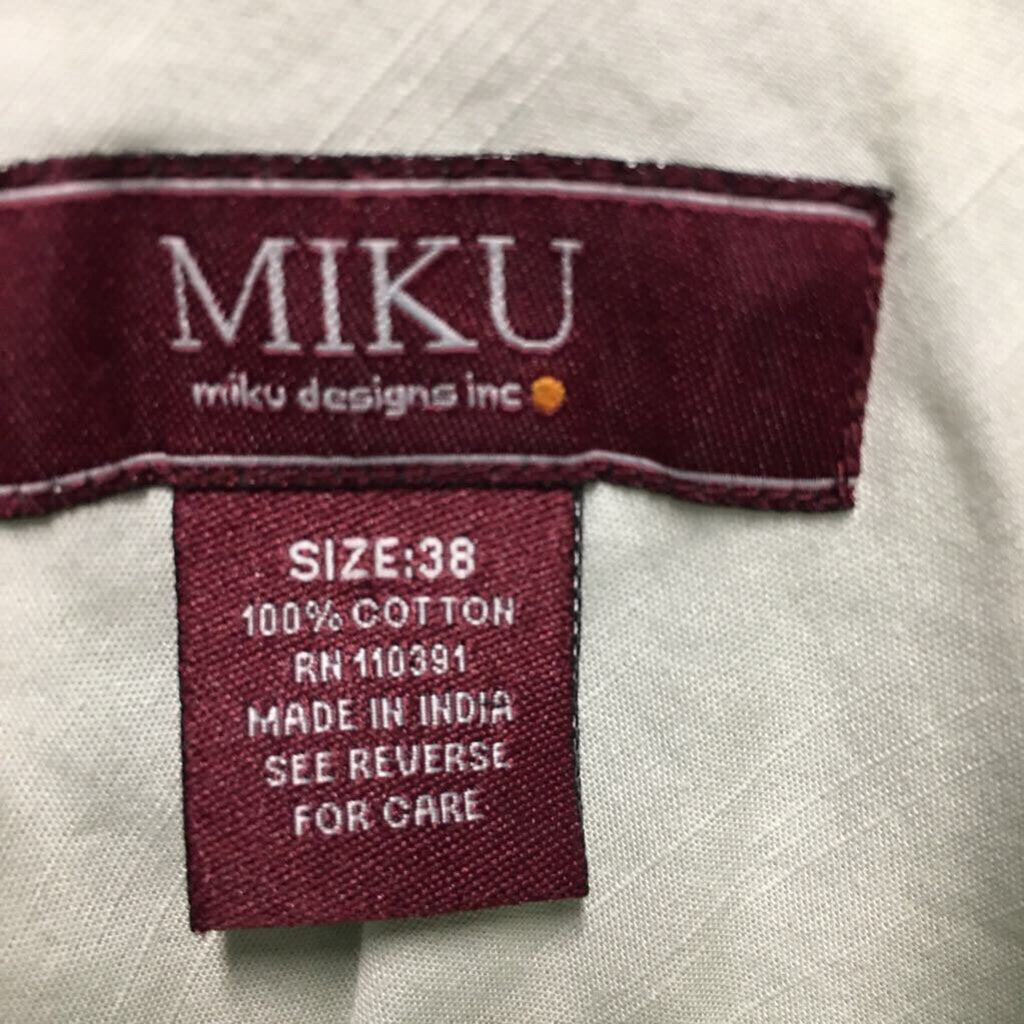 MIKU
miku designs inc
SIZE:38
100% COTTON
RN 110391
MADE IN INDIA
SEE REVERSE
FOR CARE